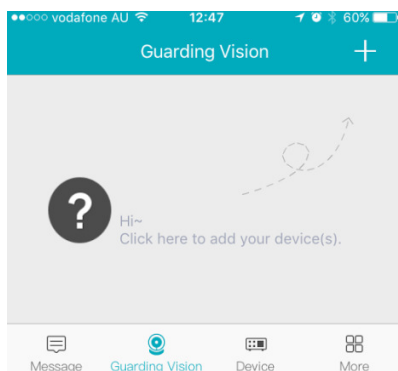 vodafone AU 12:47 60%
Guarding Vision
?
Hi~
Click here to add your device(s).
Message Guarding Vision Device More